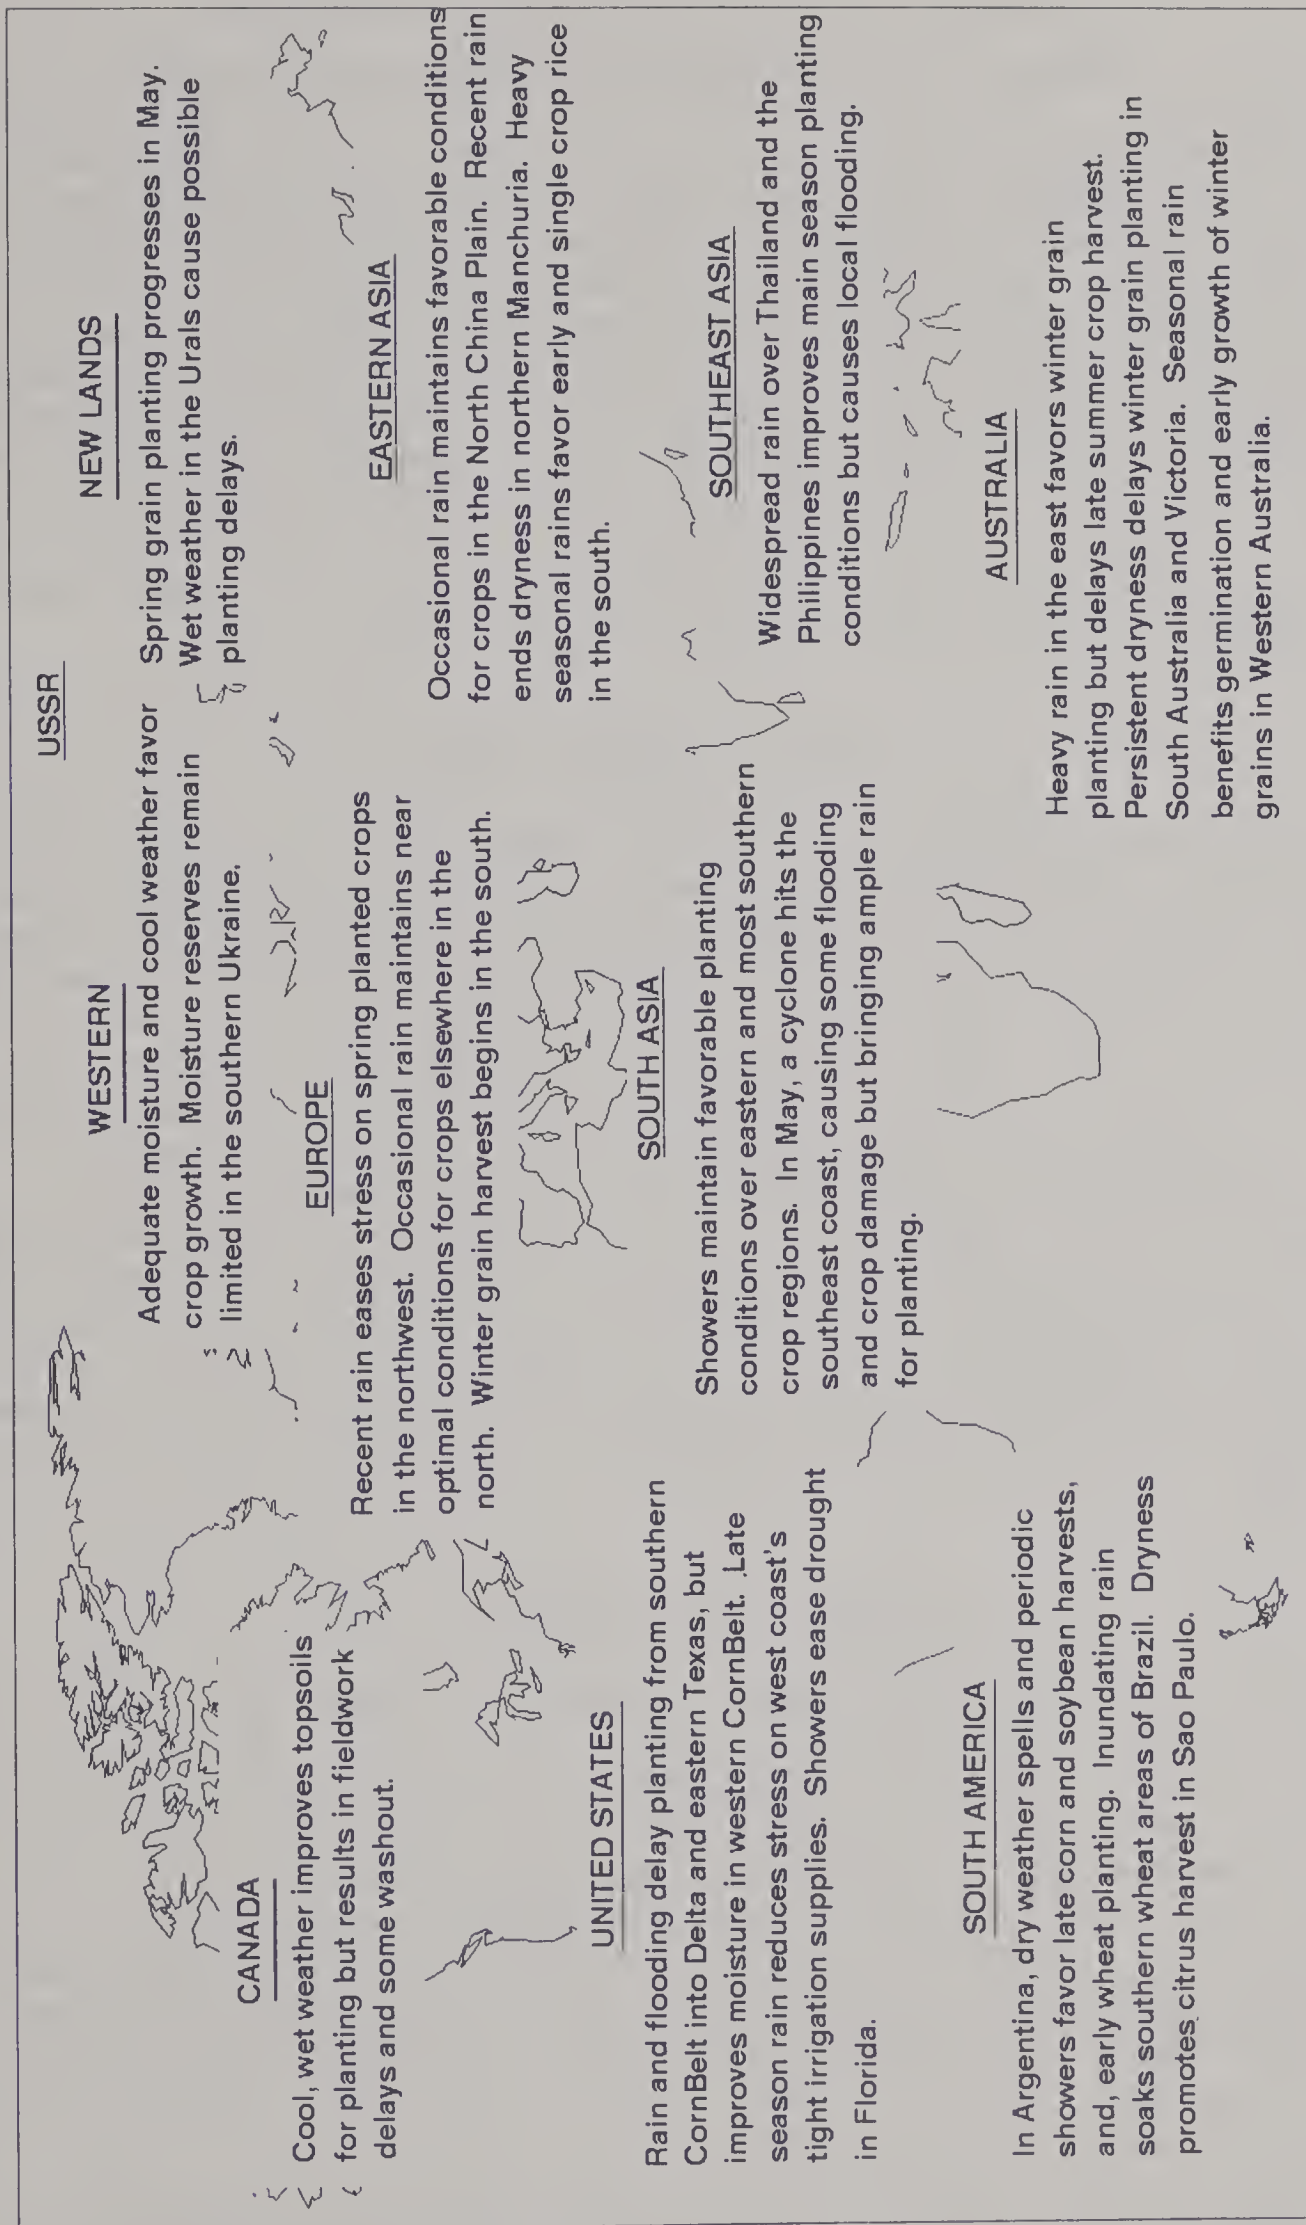 USSR
WESTERN
Adequate moisture and cool weather favor
crop growth. Moisture reserves remain
limited in the southern Ukraine.
NEW LANDS
Spring grain planting progresses in May.
Wet weather in the Urals cause possible
planting delays.
CANADA
Cool, wet weather improves topsoils
for planting but results in fieldwork
delays and some washout.
EUROPE
Recent rain eases stress on spring planted crops
in the northwest. Occasional rain maintains near
optimal conditions for crops elsewhere in the
north. Winter grain harvest begins in the south.
EASTERN ASIA
Occasional rain maintains favorable conditions
for crops in the North China Plain. Recent rain
ends dryness in northern Manchuria. Heavy
seasonal rains favor early and single crop rice
in the south.
UNITED STATES
Rain and flooding delay planting from southern
CornBelt into Delta and eastern Texas, but
improves moisture in western CornBelt. Late
season rain reduces stress on west coast's
tight irrigation supplies. Showers ease drought
in Florida.
SOUTH ASIA
Showers maintain favorable planting
conditions over eastern and most southern
crop regions. In May, a cyclone hits the
southeast coast, causing some flooding
and crop damage but bringing ample rain
for planting.
SOUTHEAST ASIA
Widespread rain over Thailand and the
Philippines improves main season planting
conditions but causes local flooding.
SOUTH AMERICA
In Argentina, dry weather spells and periodic
showers favor late corn and soybean harvests,
and, early wheat planting. Inundating rain
soaks southern wheat areas of Brazil. Dryness
promotes citrus harvest in Sao Paulo.
AUSTRALIA
Heavy rain in the east favors winter grain
planting but delays late summer crop harvest.
Persistent dryness delays winter grain planting in
South Australia and Victoria. Seasonal rain
benefits germination and early growth of winter
grains in Western Australia.